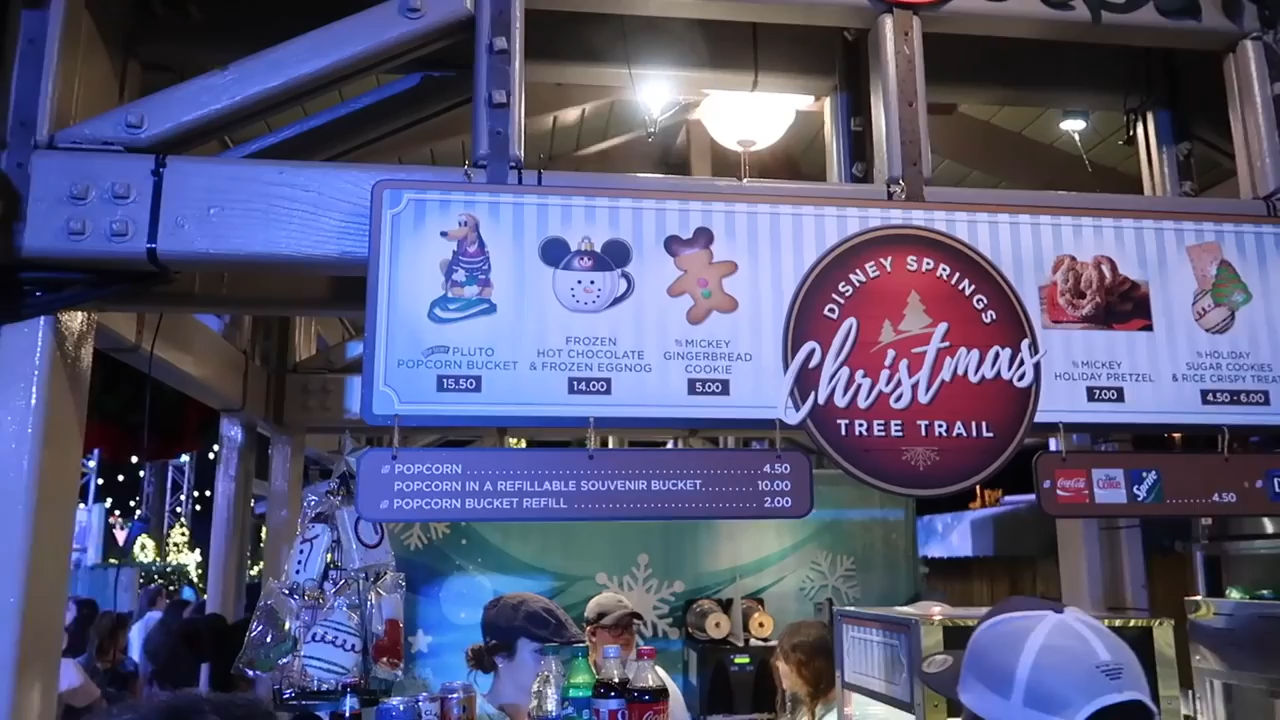 PLUTO
POPCORN BUCKET
15.50
FROZEN
HOT CHOCOLATE
& FROZEN EGGNOG
14.00
MICKEY
GINGERBREAD
COOKIE
5.00
DISNEY SPRINGS
Christmas
TREE TRAIL
MICKEY
HOLIDAY PRETZEL
7.00
HOLIDAY
SUGAR COOKIES
& RICE CRISPY TREAT
4.50 - 6.00
POPCORN ........ 4.50
POPCORN IN A REFILLABLE SOUVENIR BUCKET ........ 10.00
POPCORN BUCKET REFILL ........ 2.00
Coca-Cola Diet Coke Sprite ........ 4.50